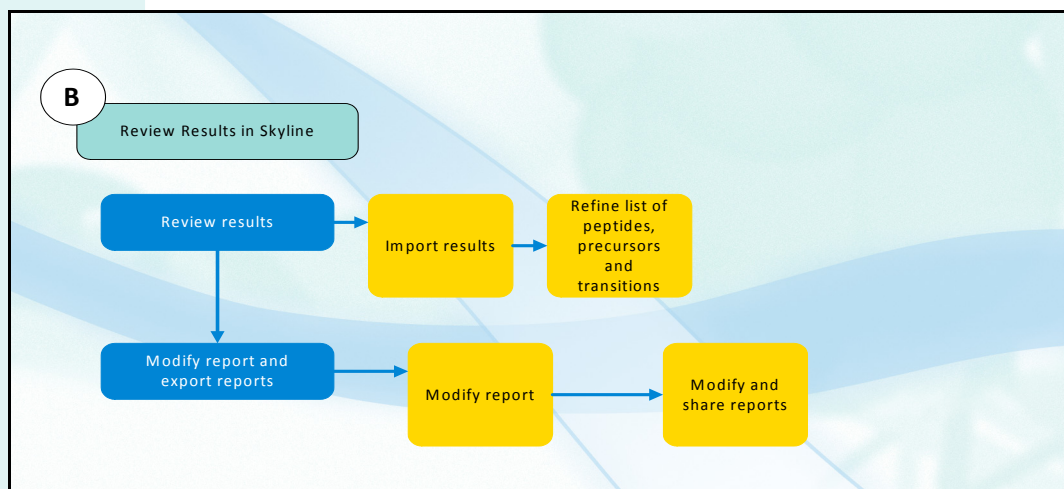 B
Review Results in Skyline
Review results
Import results
Refine list of
peptides,
precursors
and
transitions
Modify report and
export reports
Modify report
Modify and
share reports